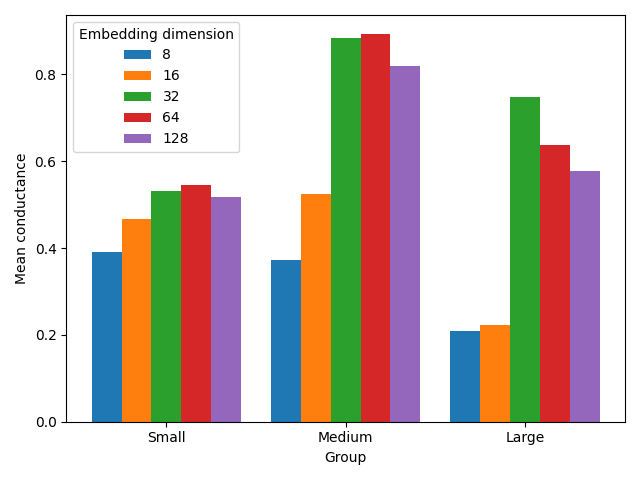 Embedding dimension
8
16
32
64
128
Mean conductance
0.8
0.6
0.4
0.2
0.0
Small Medium Large
Group